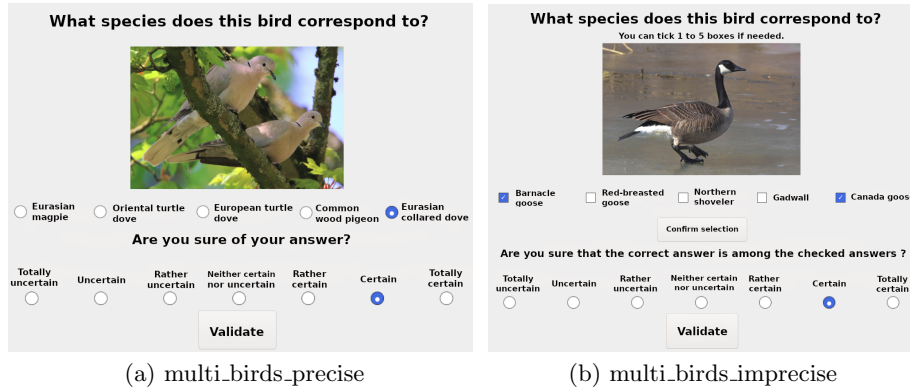 What species does this bird correspond to?
Eurasian magpie
Oriental turtle dove
European turtle dove
Common wood pigeon
Eurasian collared dove
Are you sure of your answer?
Totally uncertain
Uncertain
Rather uncertain
Neither certain nor uncertain
Rather certain
Certain
Totally certain
Validate
(a) multi_birds_precise
What species does this bird correspond to?
You can tick 1 to 5 boxes if needed.
Barnacle goose
Red-breasted goose
Northern shoveler
Gadwall
Canada goos
Confirm selection
Are you sure that the correct answer is among the checked answers ?
Totally uncertain
Uncertain
Rather uncertain
Neither certain nor uncertain
Rather certain
Certain
Totally certain
Validate
(b) multi_birds_imprecise